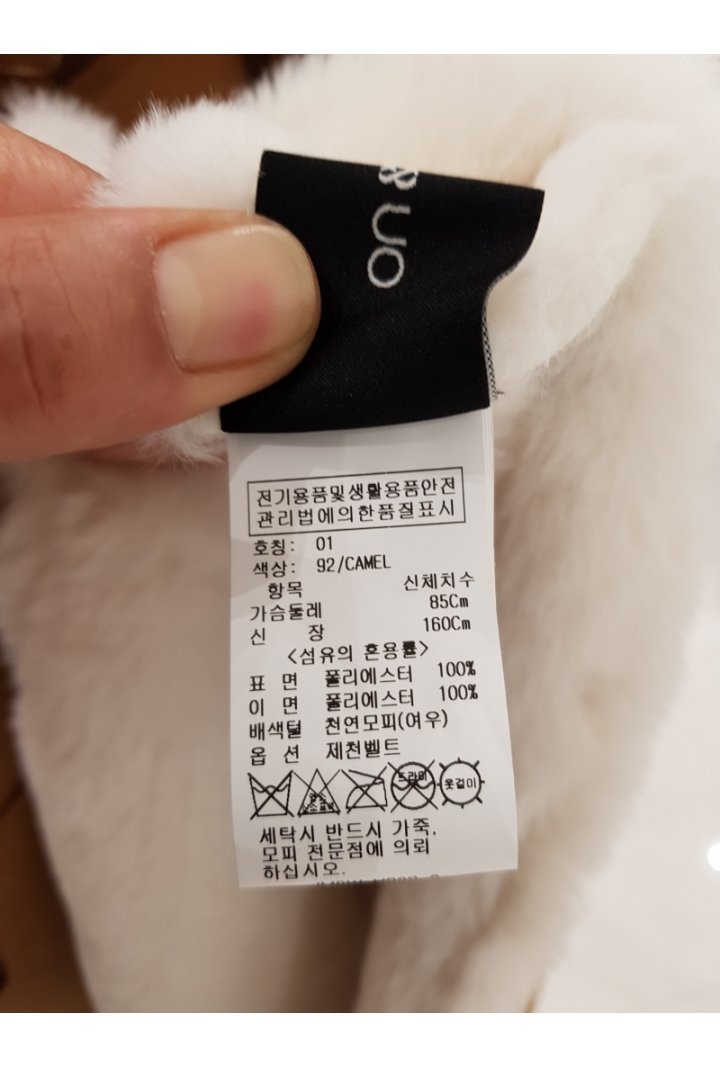 & UO
전기용품및생활용품안전
관리법에의한품질표시
호칭: 01
색상: 92/CAMEL
항목 신체치수
가슴둘레 85Cm
신 장 160Cm
<섬유의 혼용률>
표 면 폴리에스터 100%
이 면 폴리에스터 100%
배색털 천연모피(여우)
옵 션 제천벨트
드라이 옷걸이
세탁시 반드시 가죽,
모피 전문점에 의뢰
하십시오.